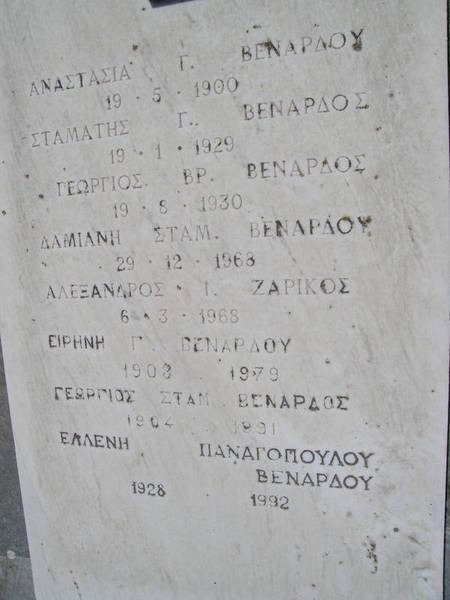 ΑΝΑΣΤΑΣΙΑ Γ. ΒΕΝΑΡΔΟΥ
19 · 5 · 1900
ΣΤΑΜΑΤΗΣ Γ. ΒΕΝΑΡΔΟΣ
19 · 1 · 1929
ΓΕΩΡΓΙΟΣ ΒΡ. ΒΕΝΑΡΔΟΣ
19 · 8 · 1930
ΔΑΜΙΑΝΗ ΣΤΑΜ. ΒΕΝΑΡΔΟΥ
29 · 12 · 1968
ΑΛΕΞΑΝΔΡΟΣ · Ι. ΖΑΡΙΚΟΣ
6 · 3 · 1968
ΕΙΡΗΝΗ Γ. ΒΕΝΑΡΔΟΥ
1903 1979
ΓΕΩΡΓΙΟΣ ΣΤΑΜ. ΒΕΝΑΡΔΟΣ
1904 1991
ΕΛΛΕΝΗ ΠΑΝΑΓΟΠΟΥΛΟΥ
ΒΕΝΑΡΔΟΥ
1928 1992